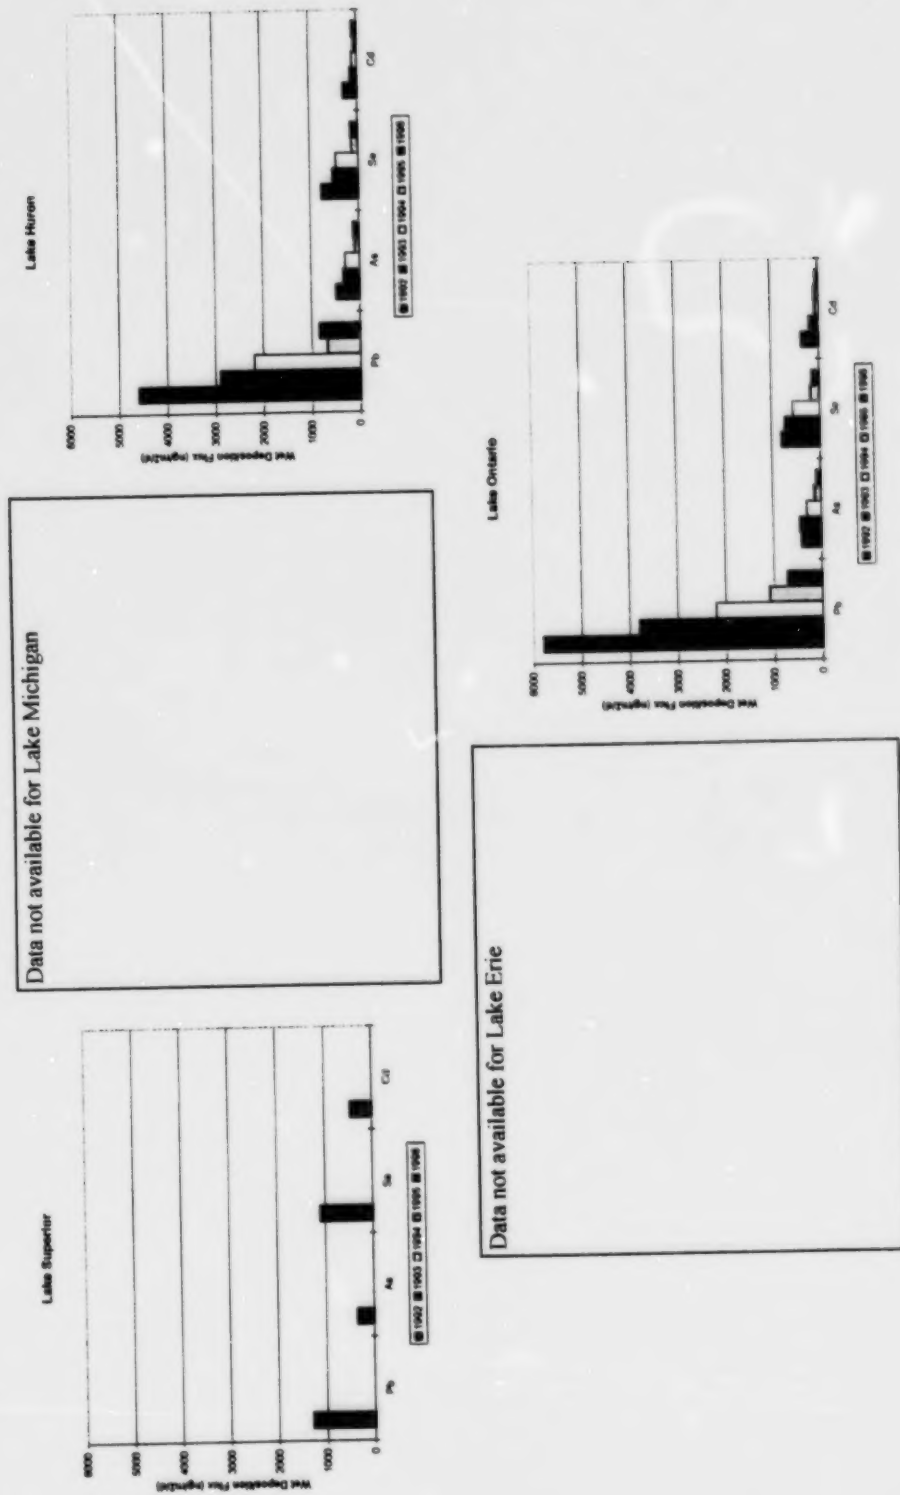 Lake Superior
Wet Deposition Flux (ng/m2/d)
6000
5000
4000
3000
2000
1000
0
Pb As Se Cd
1992 1993 1994 1995 1996
Data not available for Lake Michigan
Lake Huron
Wet Deposition Flux (ng/m2/d)
6000
5000
4000
3000
2000
1000
0
Pb As Se Cd
1992 1993 1994 1995 1996
Data not available for Lake Erie
Lake Ontario
Wet Deposition Flux (ng/m2/d)
6000
5000
4000
3000
2000
1000
0
Pb As Se Cd
1992 1993 1994 1995 1996